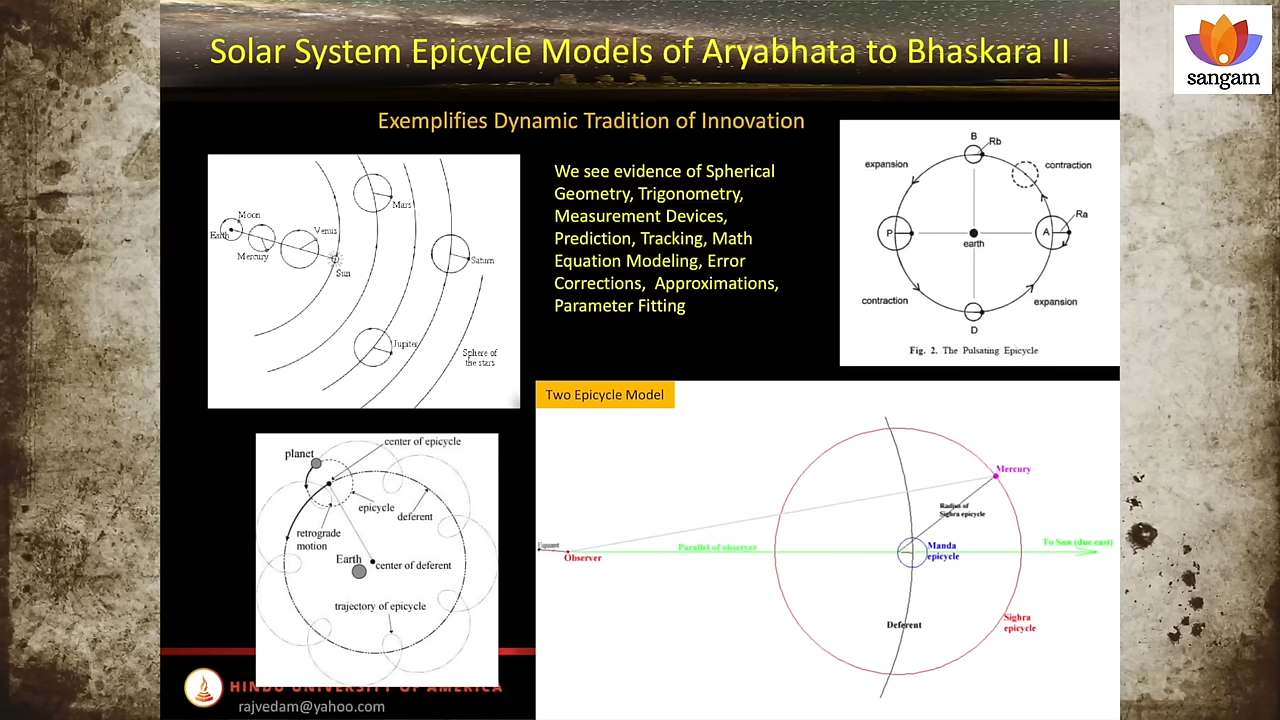 Solar System Epicycle Models of Aryabhata to Bhaskara II
sangam
Exemplifies Dynamic Tradition of Innovation
Moon
Earth
Mercury
Venus
Sun
Mars
Saturn
Jupiter
Sphere of
the stars
We see evidence of Spherical
Geometry, Trigonometry,
Measurement Devices,
Prediction, Tracking, Math
Equation Modeling, Error
Corrections, Approximations,
Parameter Fitting
B
Rb
expansion
contraction
Ra
P
A
earth
contraction
expansion
D
Fig. 2. The Pulsating Epicycle
Two Epicycle Model
Mercury
Radius of
Sighra epicycle
Equant
Observer
Parallel of observer
Manda
epicycle
To Sun (due east)
Deferent
Sighra
epicycle
center of epicycle
planet
epicycle
deferent
retrograde
motion
Earth
center of deferent
trajectory of epicycle
HINDU UNIVERSITY OF AMERICA
rajvedam@yahoo.com